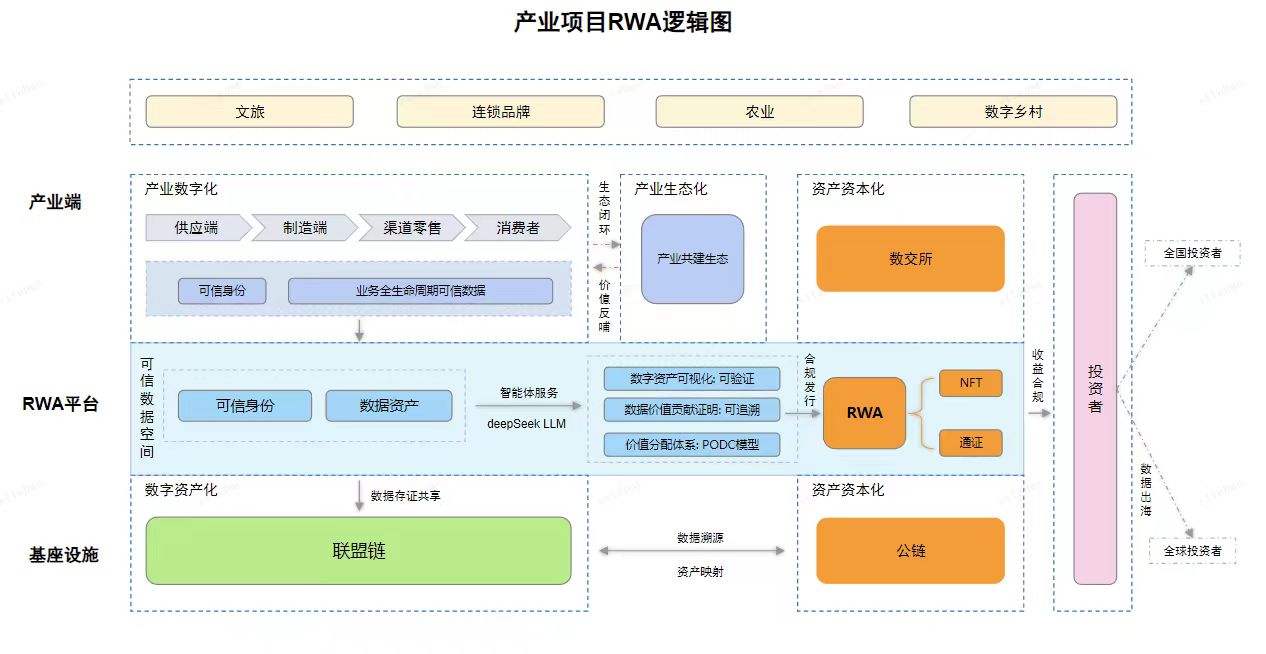 产业项目RWA逻辑图
文旅
连锁品牌
农业
数字乡村
产业端
产业数字化
供应端
制造端
渠道零售
消费者
可信身份
业务全生命周期可信数据
生态闭环
价值反哺
产业生态化
产业共建生态
资产资本化
数交所
RWA平台
可信数据空间
可信身份
数据资产
智能体服务
deepSeek LLM
数字资产可视化: 可验证
数据价值贡献证明: 可追溯
价值分配体系: PODC模型
合规发行
RWA
NFT
通证
收益合规
投资者
全国投资者
数据出海
全球投资者
基座设施
数字资产化
数据存证共享
联盟链
数据溯源
资产映射
资产资本化
公链